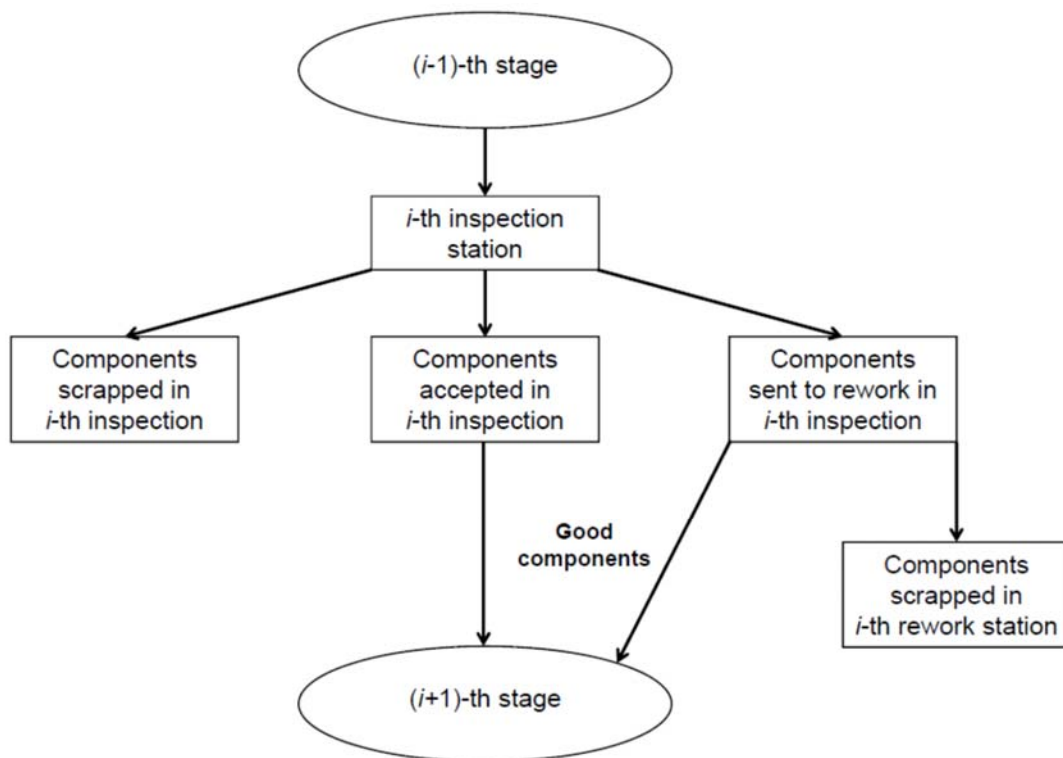 (i-1)-th stage
i-th inspection
station
Components
scrapped in
i-th inspection
Components
accepted in
i-th inspection
Components
sent to rework in
i-th inspection
Good
components
Components
scrapped in
i-th rework station
(i+1)-th stage